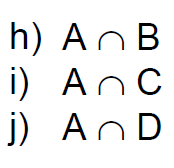 h) A ∩ B
i) A ∩ C
j) A ∩ D